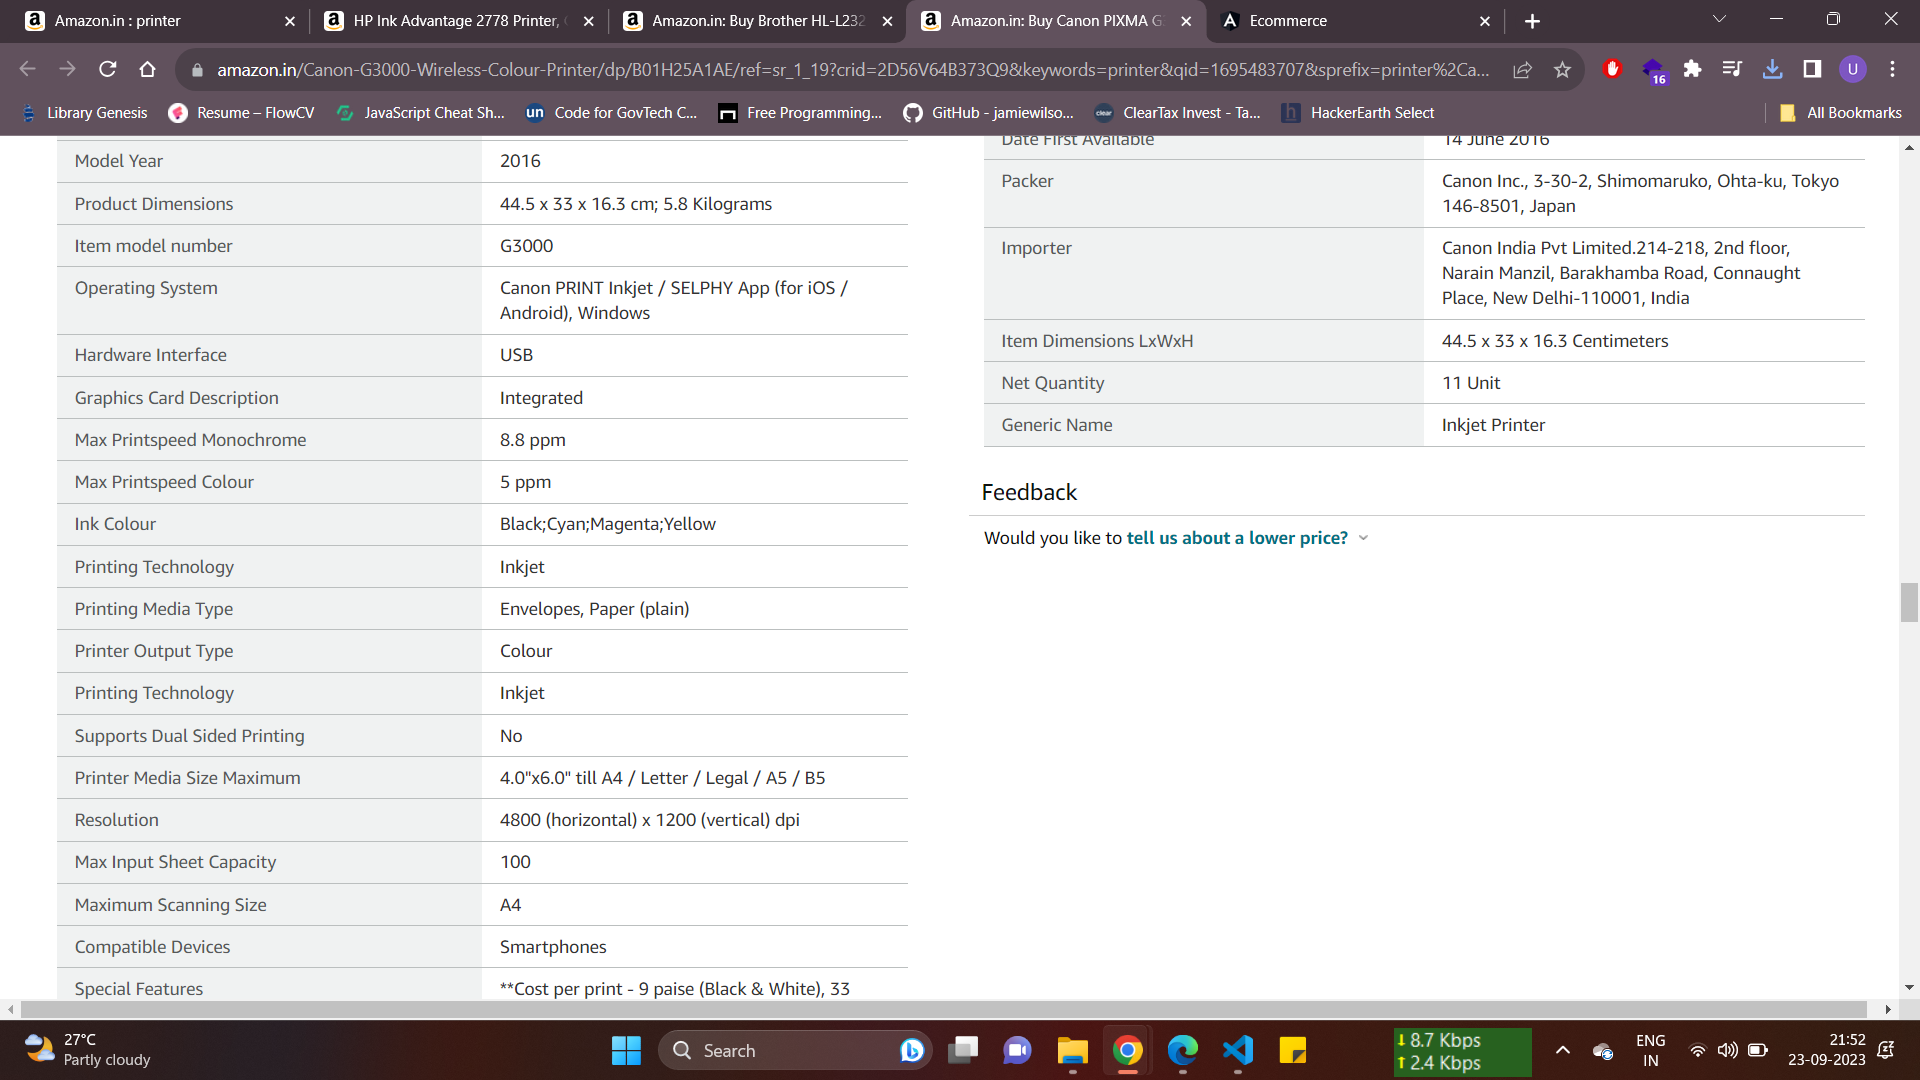 Amazon.in : printer
HP Ink Advantage 2778 Printer,
Amazon.in: Buy Brother HL-L232
Amazon.in: Buy Canon PIXMA G
Ecommerce
amazon.in/Canon-G3000-Wireless-Colour-Printer/dp/B01H25A1AE/ref=sr_1_19?crid=2D56V64B373Q9&keywords=printer&qid=1695483707&sprefix=printer%2Ca...
16
U
Library Genesis
Resume – FlowCV
JavaScript Cheat Sh...
un
Code for GovTech C...
Free Programming...
GitHub - jamiewilso...
clear
ClearTax Invest - Ta...
h
HackerEarth Select
All Bookmarks
Model Year 2016
Product Dimensions 44.5 x 33 x 16.3 cm; 5.8 Kilograms
Item model number G3000
Operating System Canon PRINT Inkjet / SELPHY App (for iOS /
Android), Windows
Hardware Interface USB
Graphics Card Description Integrated
Max Printspeed Monochrome 8.8 ppm
Max Printspeed Colour 5 ppm
Ink Colour Black;Cyan;Magenta;Yellow
Printing Technology Inkjet
Printing Media Type Envelopes, Paper (plain)
Printer Output Type Colour
Printing Technology Inkjet
Supports Dual Sided Printing No
Printer Media Size Maximum 4.0"x6.0" till A4 / Letter / Legal / A5 / B5
Resolution 4800 (horizontal) x 1200 (vertical) dpi
Max Input Sheet Capacity 100
Maximum Scanning Size A4
Compatible Devices Smartphones
Special Features **Cost per print - 9 paise (Black & White), 33
Date First Available 14 June 2016
Packer Canon Inc., 3-30-2, Shimomaruko, Ohta-ku, Tokyo
146-8501, Japan
Importer Canon India Pvt Limited.214-218, 2nd floor,
Narain Manzil, Barakhamba Road, Connaught
Place, New Delhi-110001, India
Item Dimensions LxWxH 44.5 x 33 x 16.3 Centimeters
Net Quantity 11 Unit
Generic Name Inkjet Printer
Feedback
Would you like to tell us about a lower price?
27°C
Partly cloudy
Search
8.7 Kbps
2.4 Kbps
ENG
IN
21:52
23-09-2023